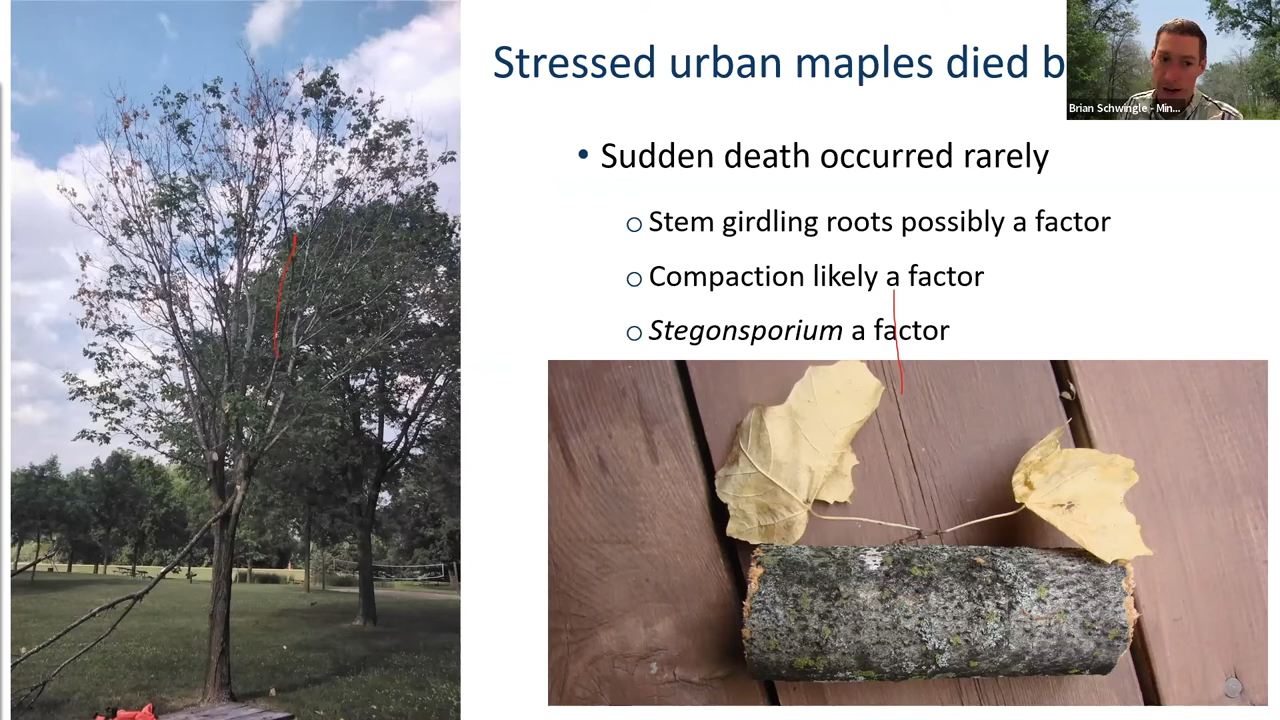 Stressed urban maples died b
Brian Schwingle - Min...
• Sudden death occurred rarely
○ Stem girdling roots possibly a factor
○ Compaction likely a factor
○ Stegonsporium a factor